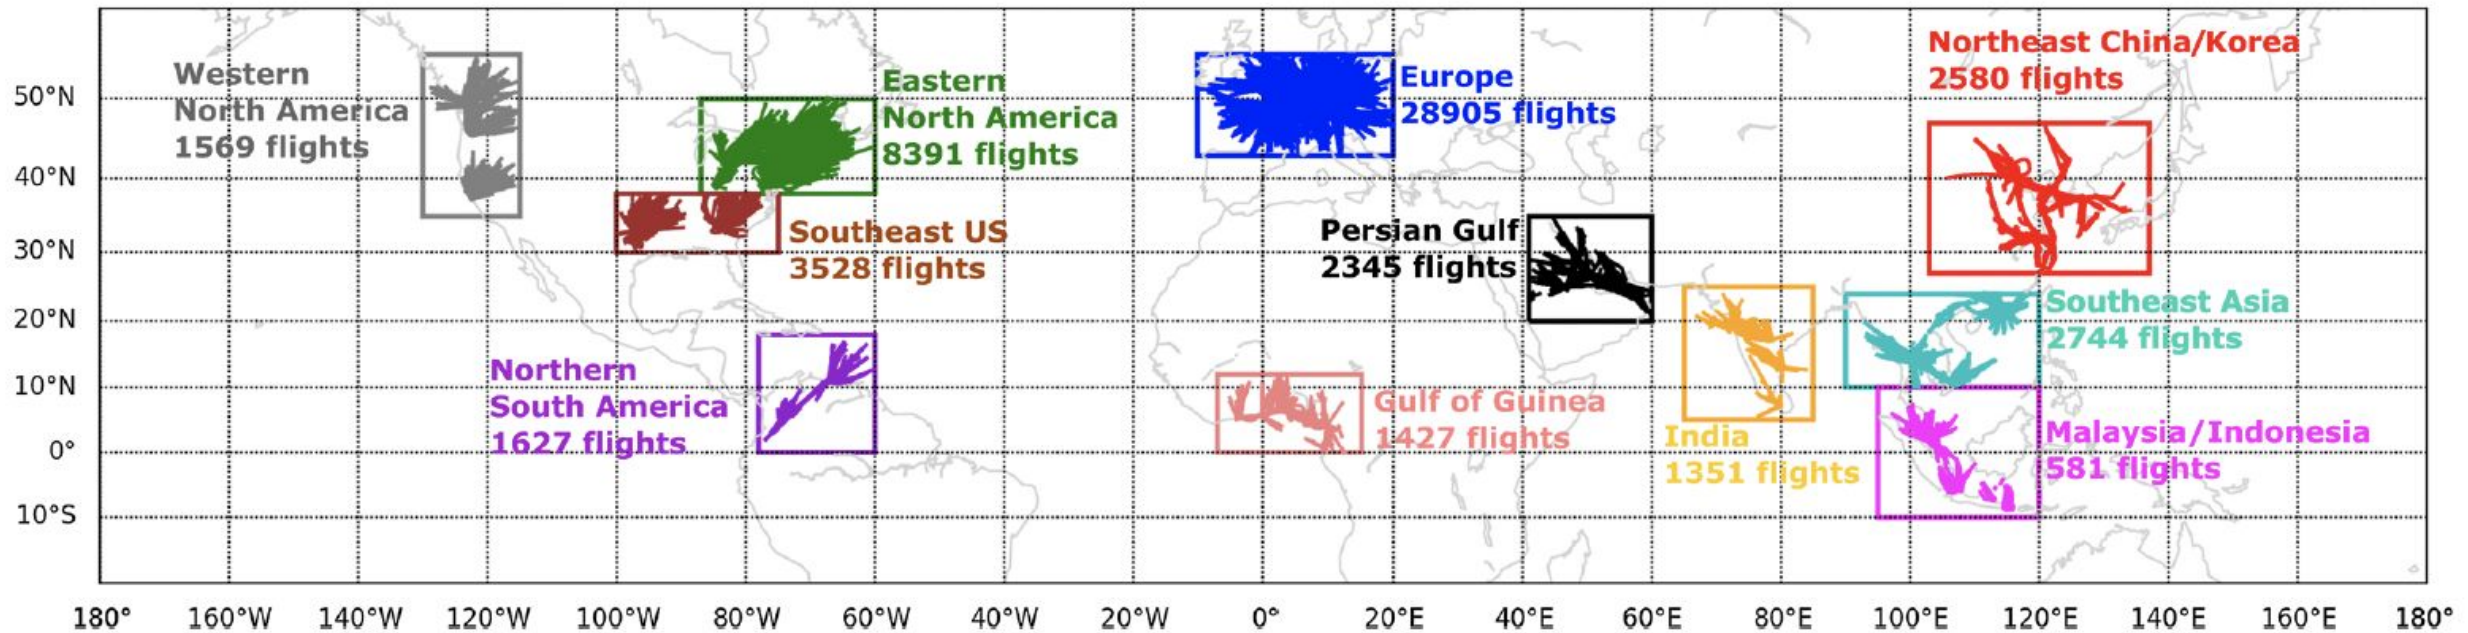 Western
North America
1569 flights
Eastern
North America
8391 flights
Europe
28905 flights
Northeast China/Korea
2580 flights
Southeast US
3528 flights
Persian Gulf
2345 flights
Southeast Asia
2744 flights
Northern
South America
1627 flights
Gulf of Guinea
1427 flights
India
1351 flights
Malaysia/Indonesia
581 flights
50°N
40°N
30°N
20°N
10°N
0°
10°S
180° 160°W 140°W 120°W 100°W 80°W 60°W 40°W 20°W 0° 20°E 40°E 60°E 80°E 100°E 120°E 140°E 160°E 180°